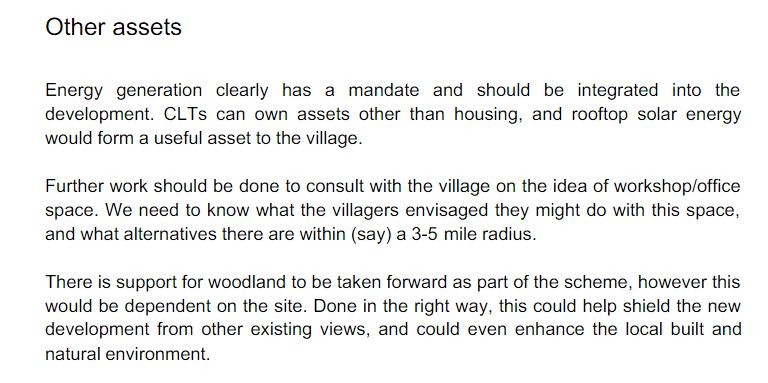 Other assets
Energy generation clearly has a mandate and should be integrated into the
development. CLTs can own assets other than housing, and rooftop solar energy
would form a useful asset to the village.
Further work should be done to consult with the village on the idea of workshop/office
space. We need to know what the villagers envisaged they might do with this space,
and what alternatives there are within (say) a 3-5 mile radius.
There is support for woodland to be taken forward as part of the scheme, however this
would be dependent on the site. Done in the right way, this could help shield the new
development from other existing views, and could even enhance the local built and
natural environment.